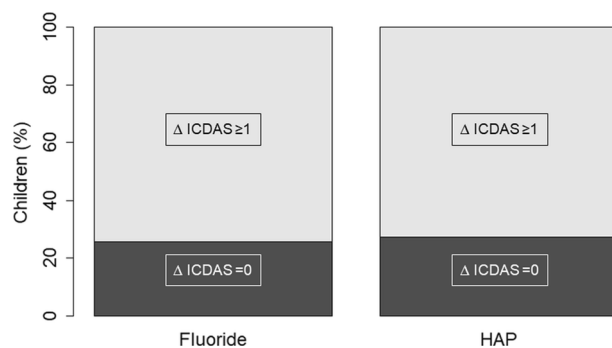 100
80
60
40
20
0
Children (%)
Δ ICDAS ≥1
Δ ICDAS ≥1
Δ ICDAS =0
Δ ICDAS =0
Fluoride
HAP